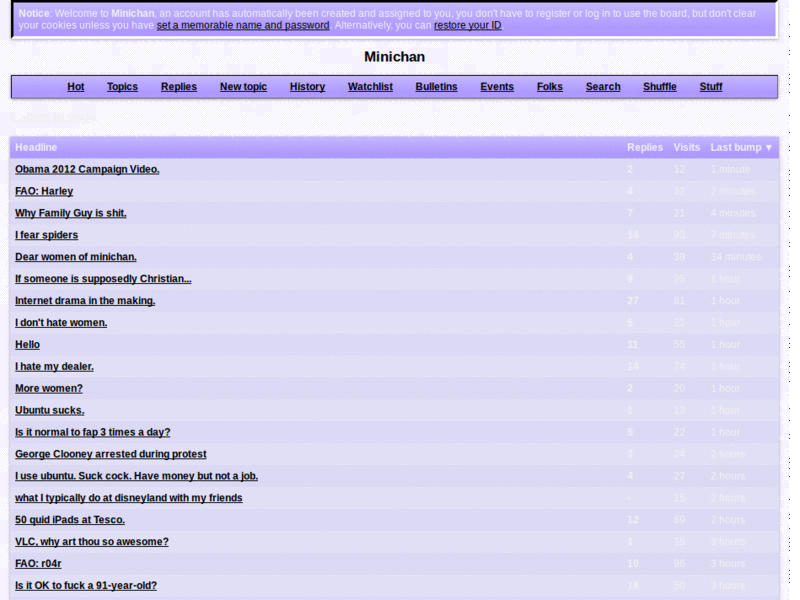 Notice: Welcome to Minichan, an account has automatically been created and assigned to you, you don't have to register or log in to use the board, but don't clear
your cookies unless you have set a memorable name and password. Alternatively, you can restore your ID.
Minichan
Hot Topics Replies New topic History Watchlist Bulletins Events Folks Search Shuffle Stuff
Headline Replies Visits Last bump ▼
Obama 2012 Campaign Video. 2 12 1 minute
FAO: Harley 4 32 2 minutes
Why Family Guy is shit. 7 21 4 minutes
I fear spiders 93 7 minutes
Dear women of minichan. 4 39 14 minutes
If someone is supposedly Christian... 1 hour
Internet drama in the making. 27 81 1 hour
I don't hate women. 1 hour
Hello 11 55 1 hour
I hate my dealer. 14 74 1 hour
More women? 2 20 1 hour
Ubuntu sucks. 1 1 hour
Is it normal to fap 3 times a day? 5 22 1 hour
George Clooney arrested during protest 24 2 hours
I use ubuntu. Suck cock. Have money but not a job. 4 27 2 hours
what I typically do at disneyland with my friends - 15 2 hours
50 quid iPads at Tesco. 12 69 2 hours
VLC, why art thou so awesome? 1 3 hours
FAO: r04r 10 96 3 hours
Is it OK to fuck a 91-year-old? 18 50 3 hours